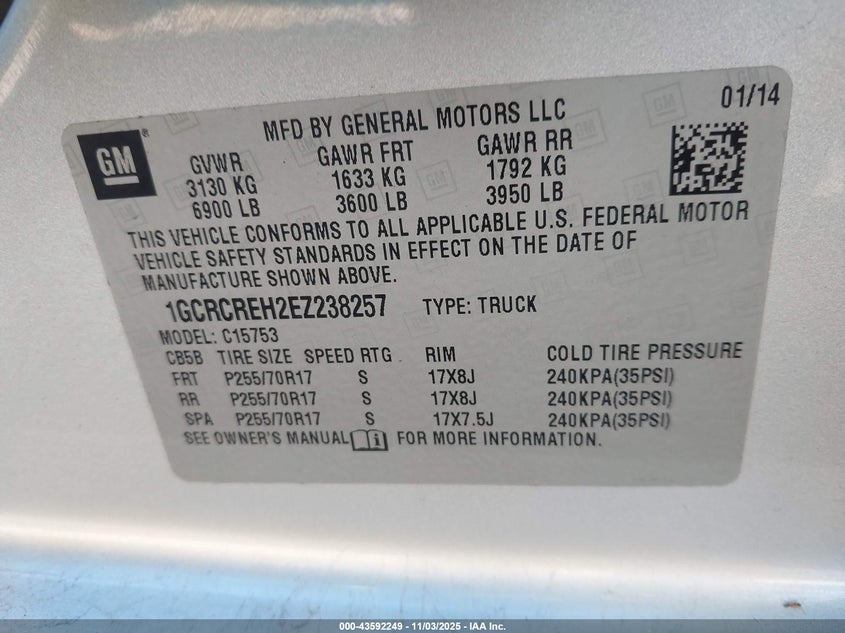 GM
®
MFD BY GENERAL MOTORS LLC
01/14
GVWR GAWR FRT GAWR RR
3130 KG 1633 KG 1792 KG
6900 LB 3600 LB 3950 LB
THIS VEHICLE CONFORMS TO ALL APPLICABLE U.S. FEDERAL MOTOR
VEHICLE SAFETY STANDARDS IN EFFECT ON THE DATE OF
MANUFACTURE SHOWN ABOVE.
1GCRCREH2EZ238257 TYPE: TRUCK
MODEL: C15753
CB5B TIRE SIZE SPEED RTG RIM COLD TIRE PRESSURE
FRT P255/70R17 S 17X8J 240KPA(35PSI)
RR P255/70R17 S 17X8J 240KPA(35PSI)
SPA P255/70R17 S 17X7.5J 240KPA(35PSI)
SEE OWNER'S MANUAL FOR MORE INFORMATION.
000-43592249 - 11/03/2025 - IAA Inc.